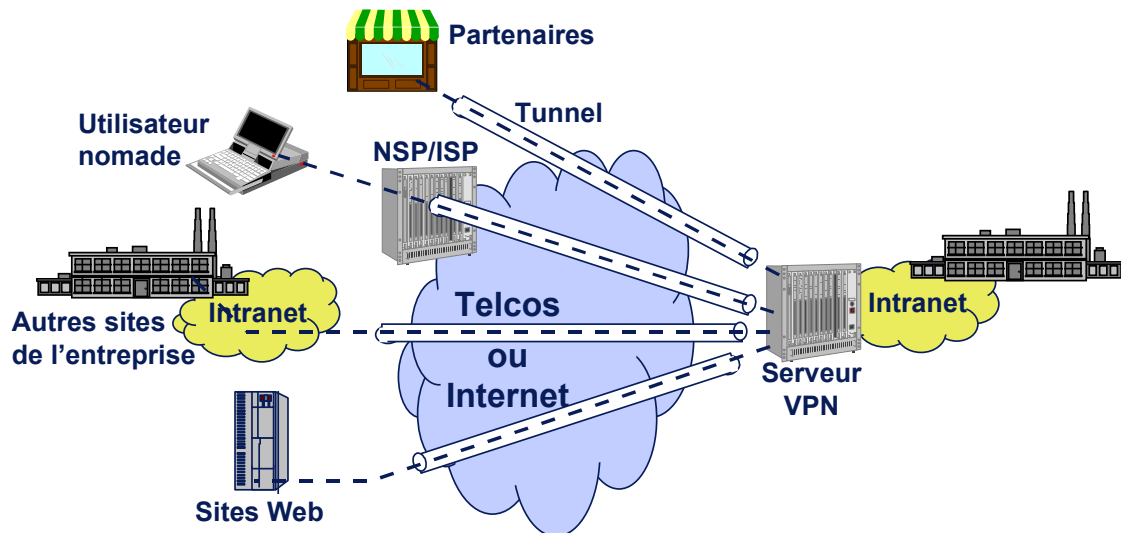 Partenaires
Tunnel
Utilisateur
nomade
NSP/ISP
Intranet
Autres sites
de l’entreprise
Telcos
ou
Internet
Intranet
Serveur
VPN
Sites Web